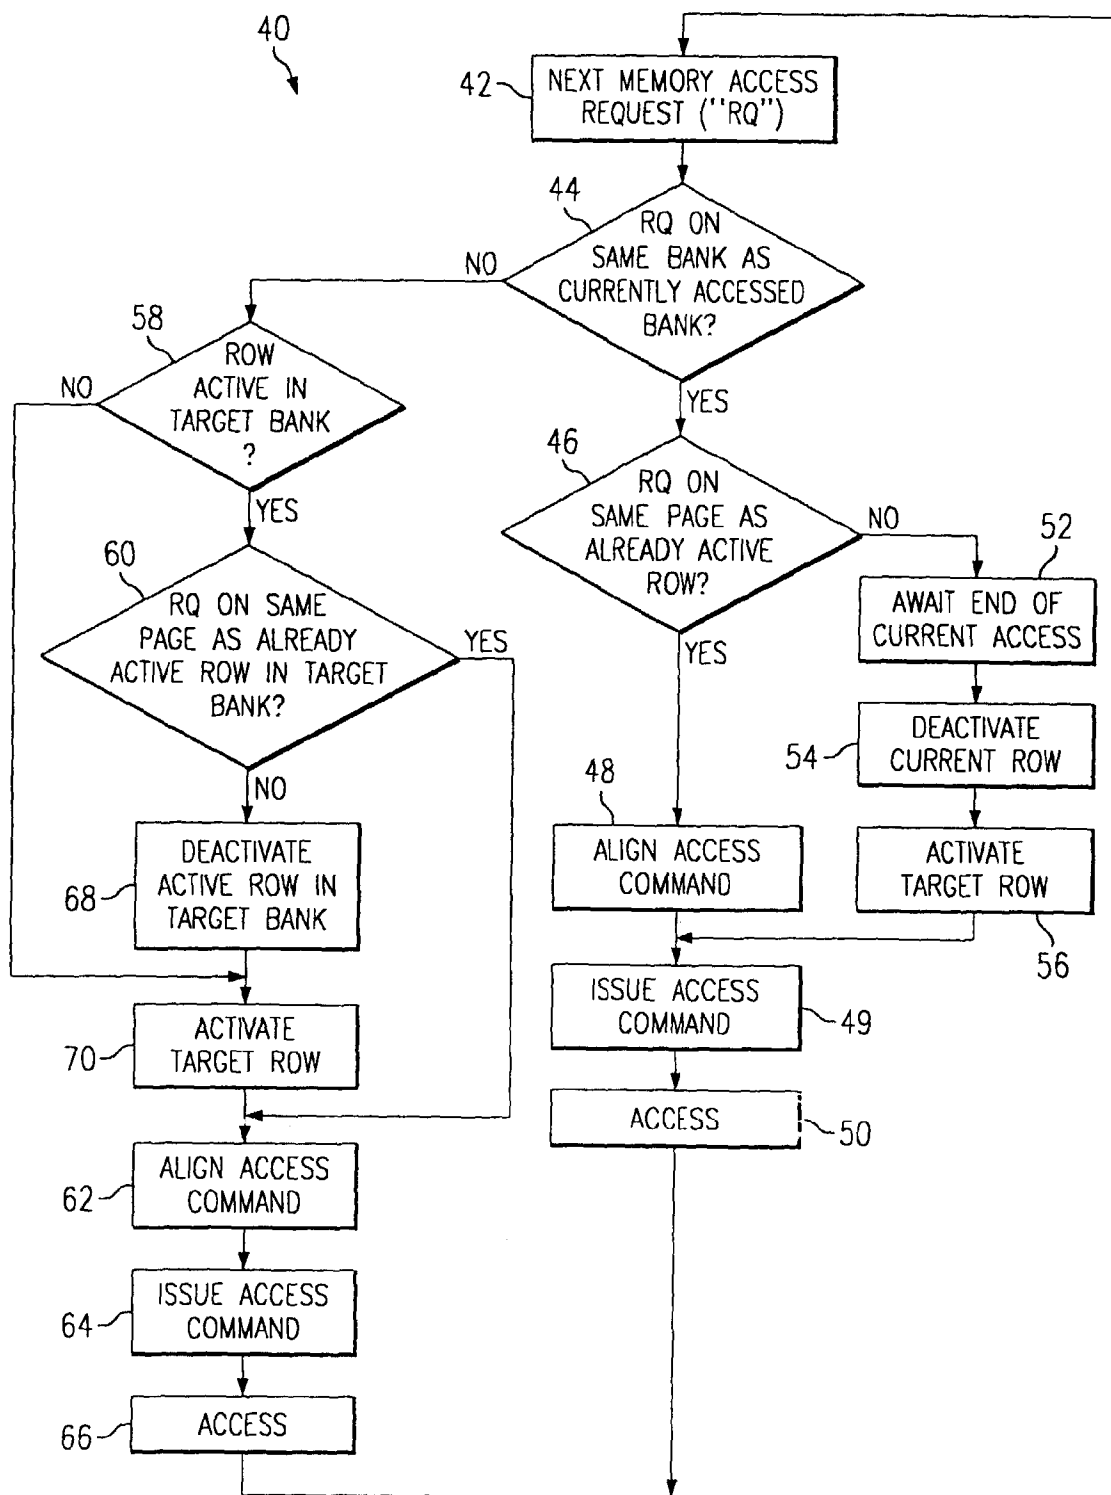 40
42
NEXT MEMORY ACCESS
REQUEST ("RQ")
44
RQ ON
SAME BANK AS
CURRENTLY ACCESSED
BANK?
NO
YES
58
ROW
ACTIVE IN
TARGET BANK
?
NO
YES
46
RQ ON
SAME PAGE AS
ALREADY ACTIVE
ROW?
NO
YES
52
AWAIT END OF
CURRENT ACCESS
60
RQ ON SAME
PAGE AS ALREADY
ACTIVE ROW IN TARGET
BANK?
YES
NO
54
DEACTIVATE
CURRENT ROW
48
ALIGN ACCESS
COMMAND
ACTIVATE
TARGET ROW
56
68
DEACTIVATE
ACTIVE ROW IN
TARGET BANK
ISSUE ACCESS
COMMAND
49
70
ACTIVATE
TARGET ROW
ACCESS
50
62
ALIGN ACCESS
COMMAND
64
ISSUE ACCESS
COMMAND
66
ACCESS